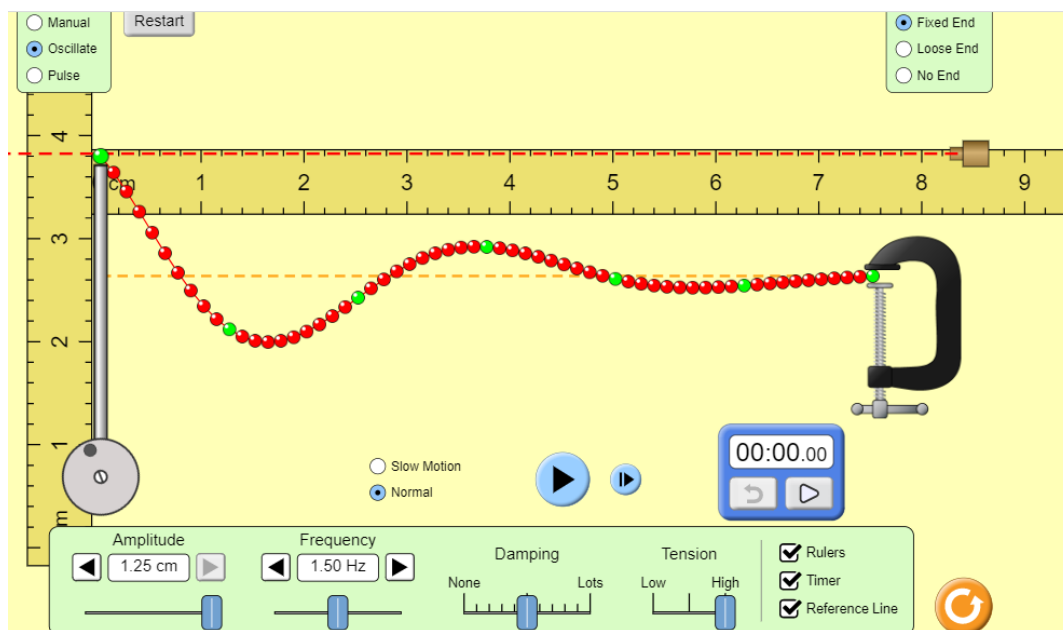 Manual
Oscillate
Pulse
Restart
Fixed End
Loose End
No End
cm 1 2 3 4 5 6 7 8 9
4
3
2
1
Slow Motion
Normal
00:00.00
Amplitude
1.25 cm
Frequency
1.50 Hz
Damping
None Lots
Tension
Low High
Rulers
Timer
Reference Line